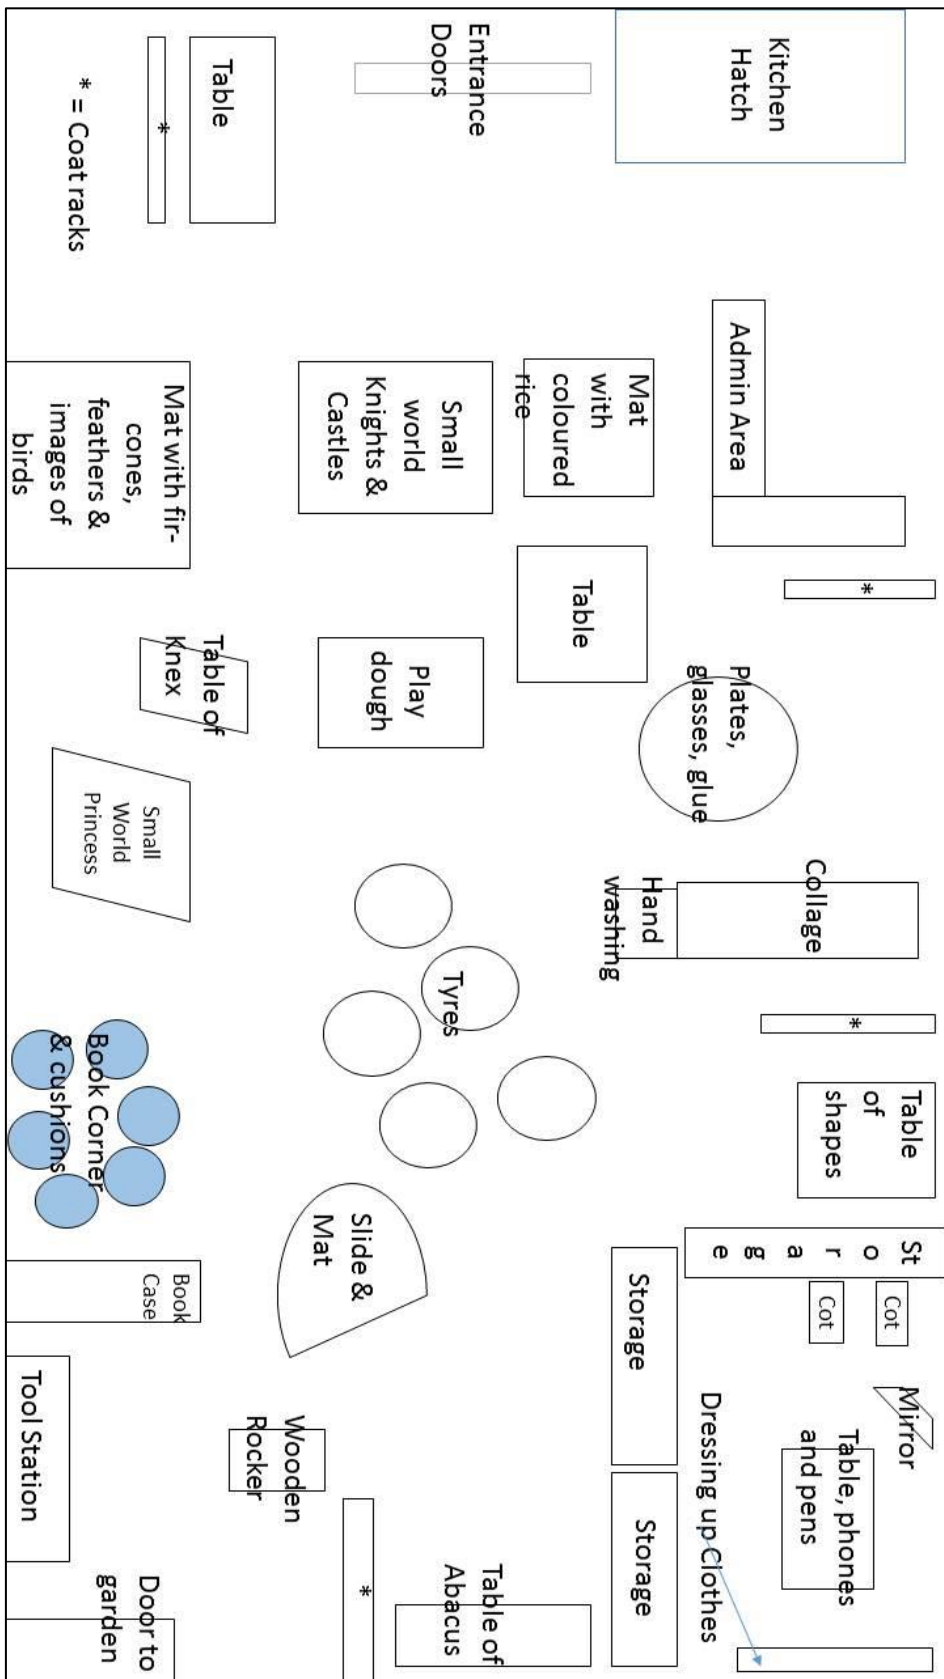 Kitchen
Hatch
Entrance
Doors
Table
*
* = Coat racks
Admin Area
Mat
with
coloured
rice
Small
world
Knights &
Castles
Mat with fir-
cones,
feathers &
images of
birds
*
Table
Plates,
glasses, glue
Play
dough
Table of
Knex
Small
World
Princess
Collage
Hand
washing
Tyres
*
Table
of
shapes
Book Corner
& cushions
Slide &
Mat
St
o
r
a
g
e
Cot
Cot
Storage
Book
Case
Mirror
Table, phones
and pens
Dressing up Clothes
Tool Station
Wooden
Rocker
*
Storage
Table of
Abacus
Door to
garden